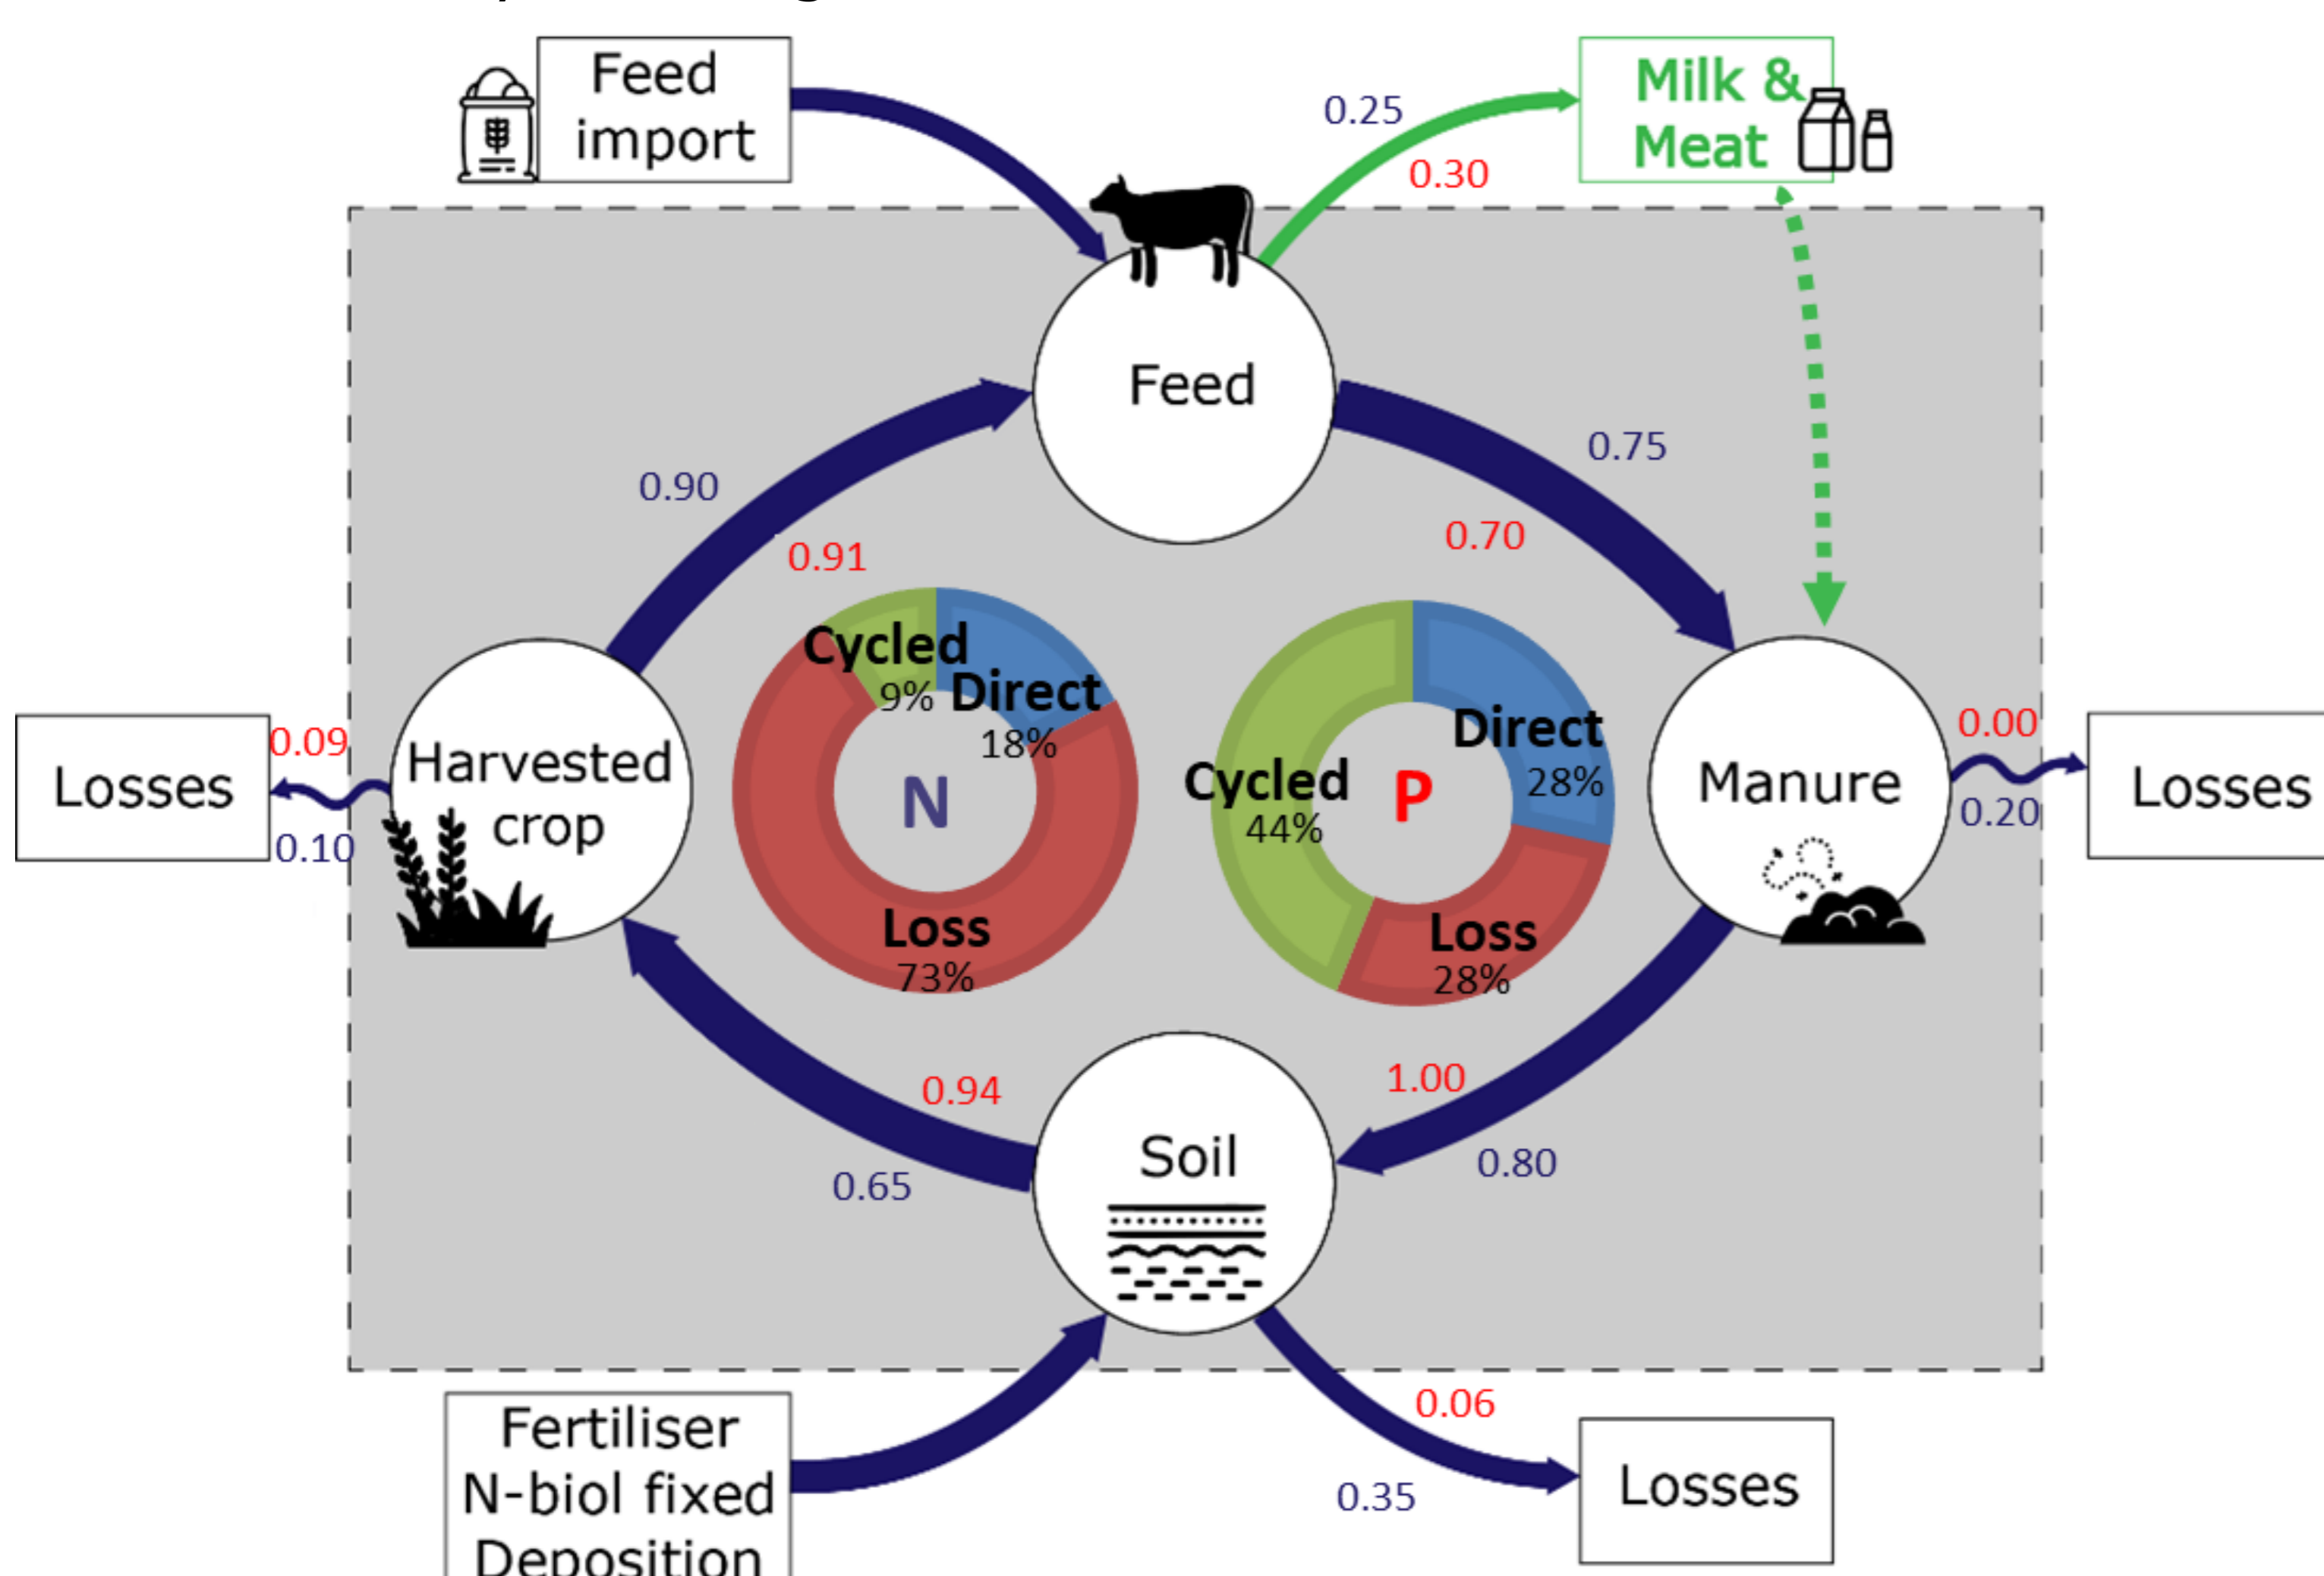 Feed
import
0.25
0.30
Milk &
Meat
Feed
0.90
0.91
0.75
0.70
Losses
0.09
0.10
Harvested
crop
Cycled
9%
Direct
18%
N
Loss
73%
Cycled
44%
Direct
28%
P
Loss
28%
Manure
0.00
0.20
Losses
0.94
0.65
Soil
1.00
0.80
Fertiliser
N-biol fixed
Deposition
0.06
0.35
Losses